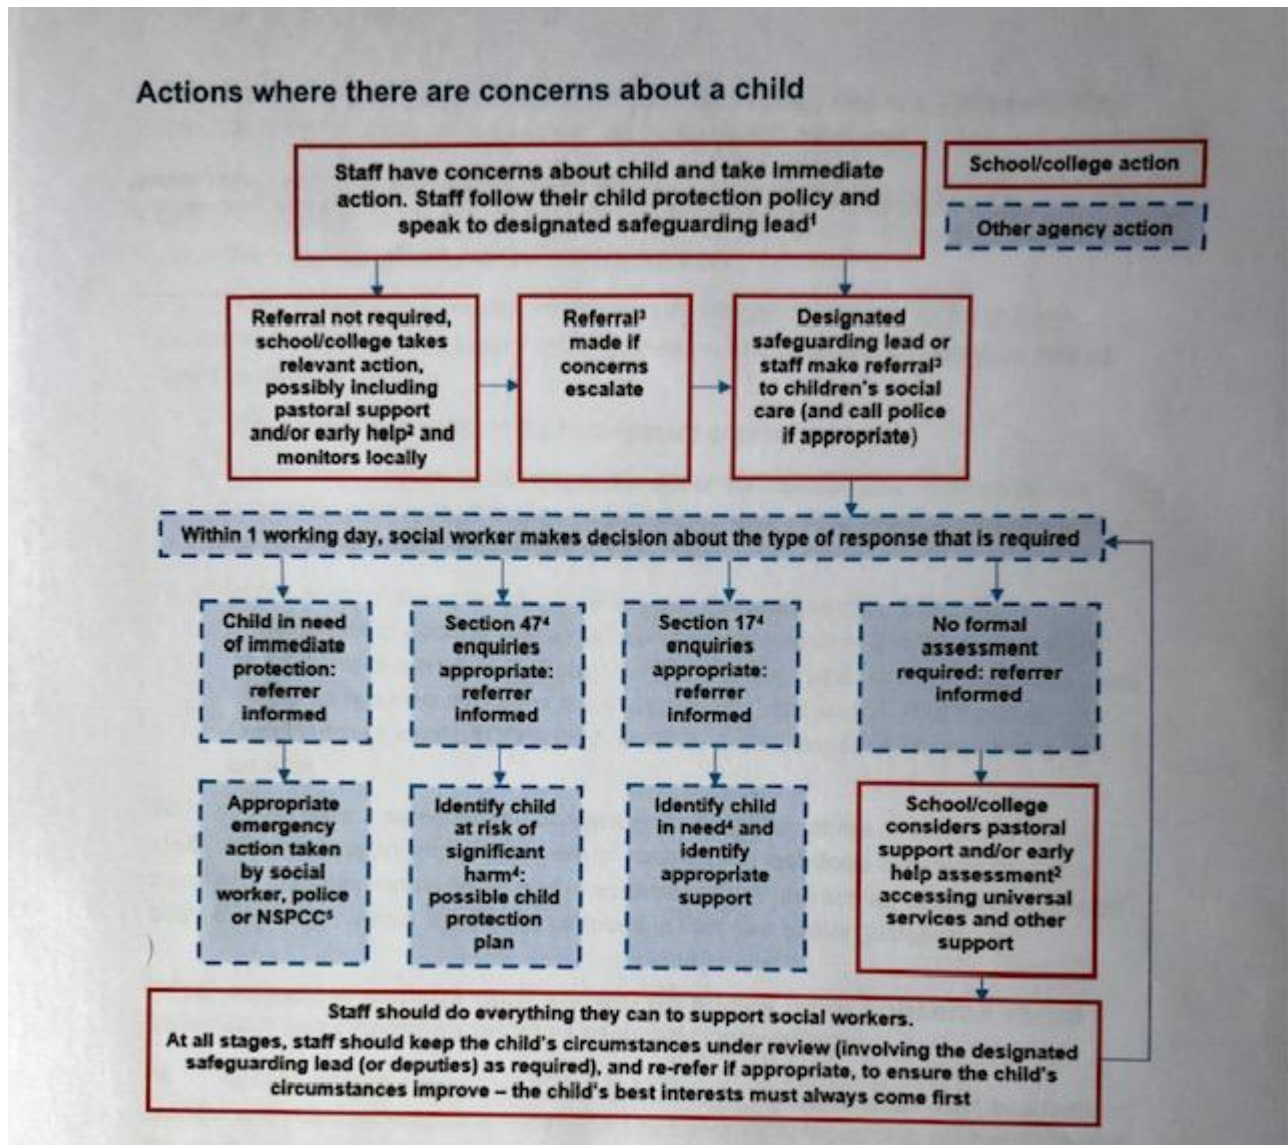 Actions where there are concerns about a child
Staff have concerns about child and take immediate
action. Staff follow their child protection policy and
speak to designated safeguarding lead¹
School/college action
Other agency action
Referral not required,
school/college takes
relevant action,
possibly including
pastoral support
and/or early help² and
monitors locally
Referral³
made if
concerns
escalate
Designated
safeguarding lead or
staff make referral³
to children's social
care (and call police
if appropriate)
Within 1 working day, social worker makes decision about the type of response that is required
Child in need
of immediate
protection:
referrer
informed
Section 47⁴
enquiries
appropriate:
referrer
informed
Section 17⁴
enquiries
appropriate:
referrer
informed
No formal
assessment
required: referrer
informed
Appropriate
emergency
action taken
by social
worker, police
or NSPCC⁵
Identify child
at risk of
significant
harm⁴:
possible child
protection
plan
Identify child
in need⁴ and
identify
appropriate
support
School/college
considers pastoral
support and/or early
help assessment²
accessing universal
services and other
support
Staff should do everything they can to support social workers.
At all stages, staff should keep the child's circumstances under review (involving the designated
safeguarding lead (or deputies) as required), and re-refer if appropriate, to ensure the child's
circumstances improve – the child's best interests must always come first